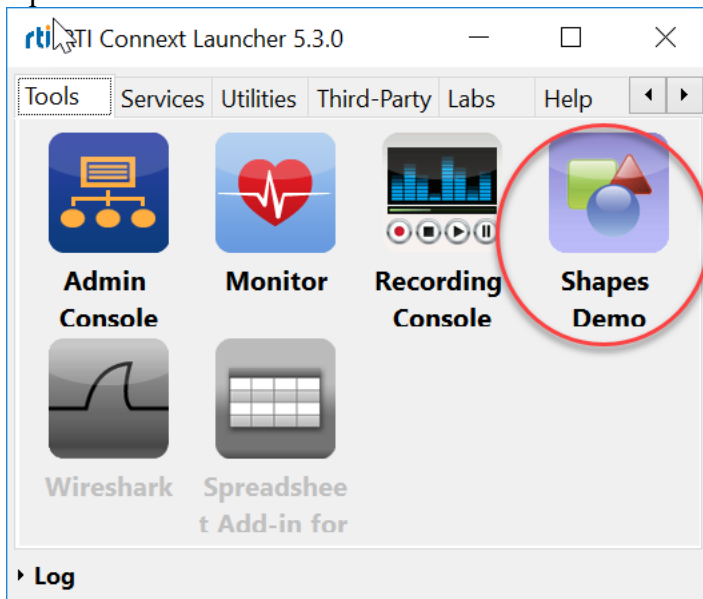 rti RTI Connext Launcher 5.3.0
Tools Services Utilities Third-Party Labs Help
Admin Console
Monitor
Recording Console
Shapes Demo
Wireshark
Spreadshee
t Add-in for
Log